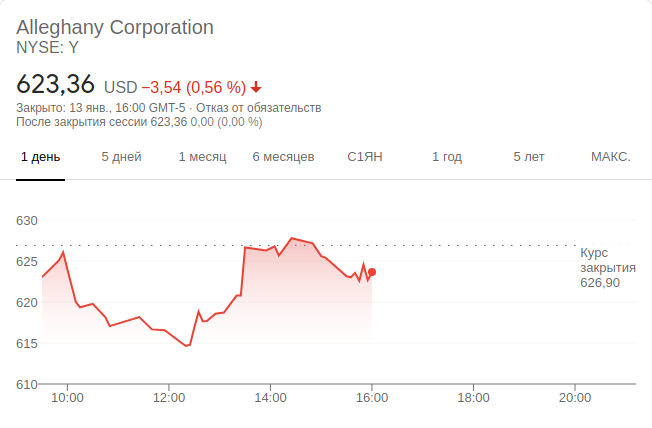 Alleghany Corporation
NYSE: Y
623,36 USD −3,54 (0,56 %)
Закрыто: 13 янв., 16:00 GMT-5 · Отказ от обязательств
После закрытия сессии 623,36 0,00 (0,00 %)
1 день 5 дней 1 месяц 6 месяцев С1ЯН 1 год 5 лет МАКС.
630
625
620
615
610
Курс
закрытия
626,90
10:00 12:00 14:00 16:00 18:00 20:00